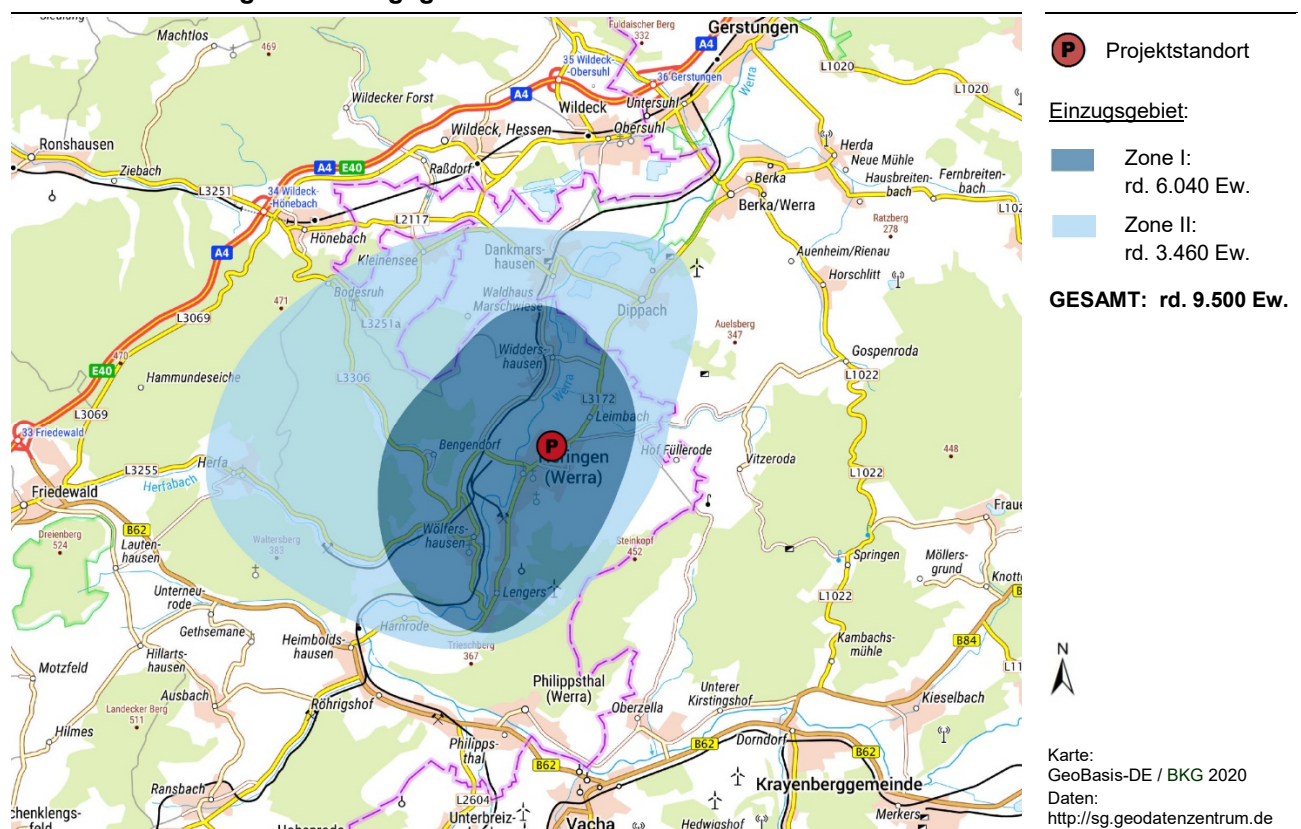 Machtlos
469
Fuldaischer Berg
332
Gerstungen
A4
35 Wildeck-
Obersuhl
36 Gerstungen
L1020
L1020
Wildecker Forst
A4
Wildeck
Untersuhl
Werra
Ronshausen
Wildeck, Hessen
Obersuhl
Herda
Neue Mühle
Ziebach
A4
E40
Raßdorf
Berka
Hausbreiten-
bach
Fernbreiten-
bach
L3251
34 Wildeck-
Hönebach
L2117
Berka/Werra
Ratzberg
278
Hönebach
A4
Kleinensee
Dankmars-
hausen
Auenheim/Rienau
Horschlitt
471
Bodesruh
Waldhaus
Marschwiese
Dippach
L3069
L3251a
Auelsberg
347
470
E40
Hammundeseiche
L3306
Widders-
hausen
Werra
Gospenroda
L1022
L3069
L3172
Leimbach
33 Friedewald
Bengendorf
P
Hof Füllerode
448
L3255
Herfa
(Werra)
Vitzeroda
L1022
Friedewald
Herfabach
B62
Dreienberg
524
Lauten-
hausen
Waltersberg
383
Wölfers-
hausen
Steinkopf
452
Springen
Möllers-
grund
Unterneu-
rode
Lengers
L1022
Gethsemane
Heimbolds-
hausen
Harnrode
Trieschberg
367
Kambachs-
mühle
B84
Motzfeld
Hillarts-
hausen
Ausbach
Philippsthal
(Werra)
Unterer
Kirstingshof
Kieselbach
Landecker Berg
511
Röhrigshof
Oberzella
Hilmes
Philipps-
thal
B62
Dorndorf
B62
B62
Ransbach
L2604
Krayenberggemeinde
Unterbreiz-
Vacha
Hedwigshof
Merkers
P Projektstandort
Einzugsgebiet:
Zone I:
rd. 6.040 Ew.
Zone II:
rd. 3.460 Ew.
GESAMT: rd. 9.500 Ew.
N
Karte:
GeoBasis-DE / BKG 2020
Daten:
http://sg.geodatenzentrum.de